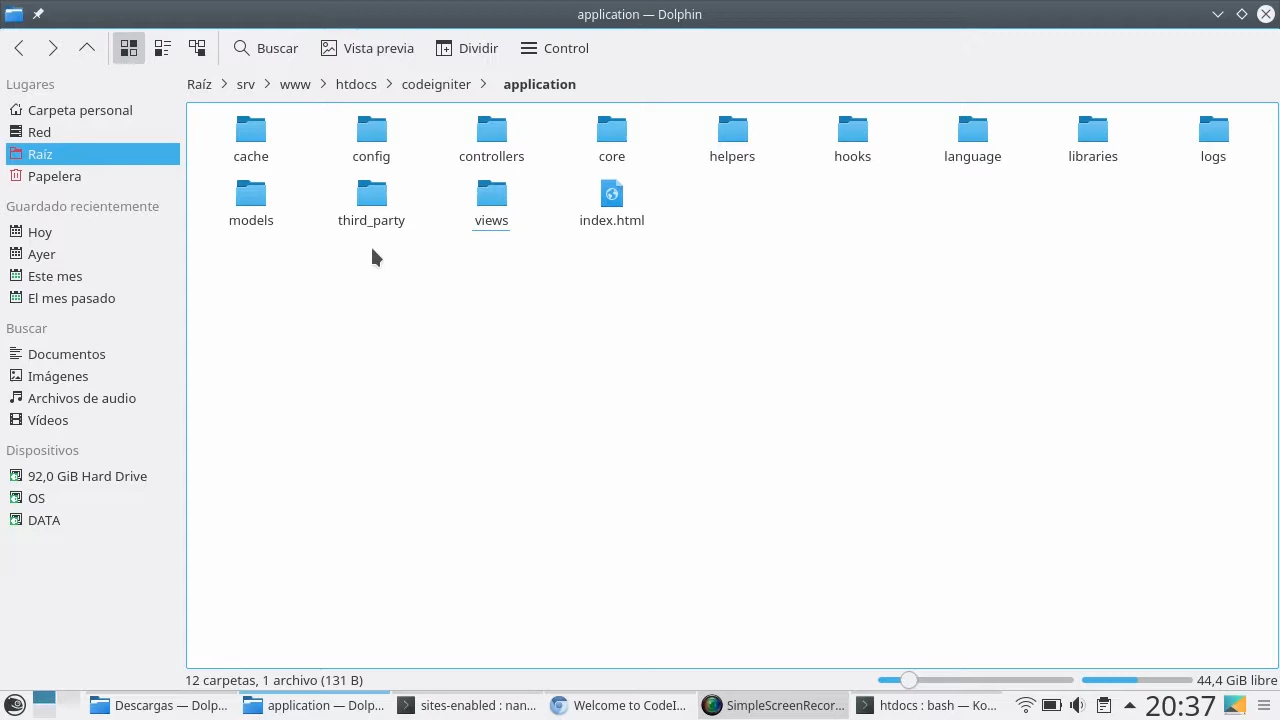 application — Dolphin
Buscar
Vista previa
Dividir
Control
Raíz
srv
www
htdocs
codeigniter
application
Lugares
Carpeta personal
Red
Raíz
Papelera
Guardado recientemente
Hoy
Ayer
Este mes
El mes pasado
Buscar
Documentos
Imágenes
Archivos de audio
Vídeos
Dispositivos
92,0 GiB Hard Drive
OS
DATA
cache
config
controllers
core
helpers
hooks
language
libraries
logs
models
third_party
views
index.html
12 carpetas, 1 archivo (131 B)
44,4 GiB libre
Descargas — Dolp...
application — Dolp...
sites-enabled : nan...
Welcome to CodeI...
SimpleScreenRecor...
htdocs : bash — Ko...
20:37